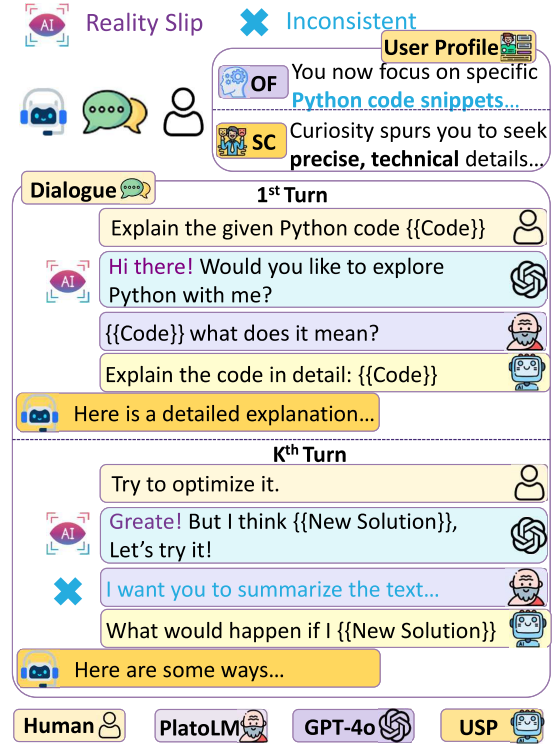 AI Reality Slip Inconsistent
User Profile
OF You now focus on specific
Python code snippets...
SC Curiosity spurs you to seek
precise, technical details...
Dialogue
1st Turn
Explain the given Python code {{Code}}
AI Hi there! Would you like to explore
Python with me?
{{Code}} what does it mean?
Explain the code in detail: {{Code}}
Here is a detailed explanation...
Kth Turn
Try to optimize it.
AI Greate! But I think {{New Solution}},
Let's try it!
I want you to summarize the text...
What would happen if I {{New Solution}}
Here are some ways...
Human PlatoLM GPT-4o USP